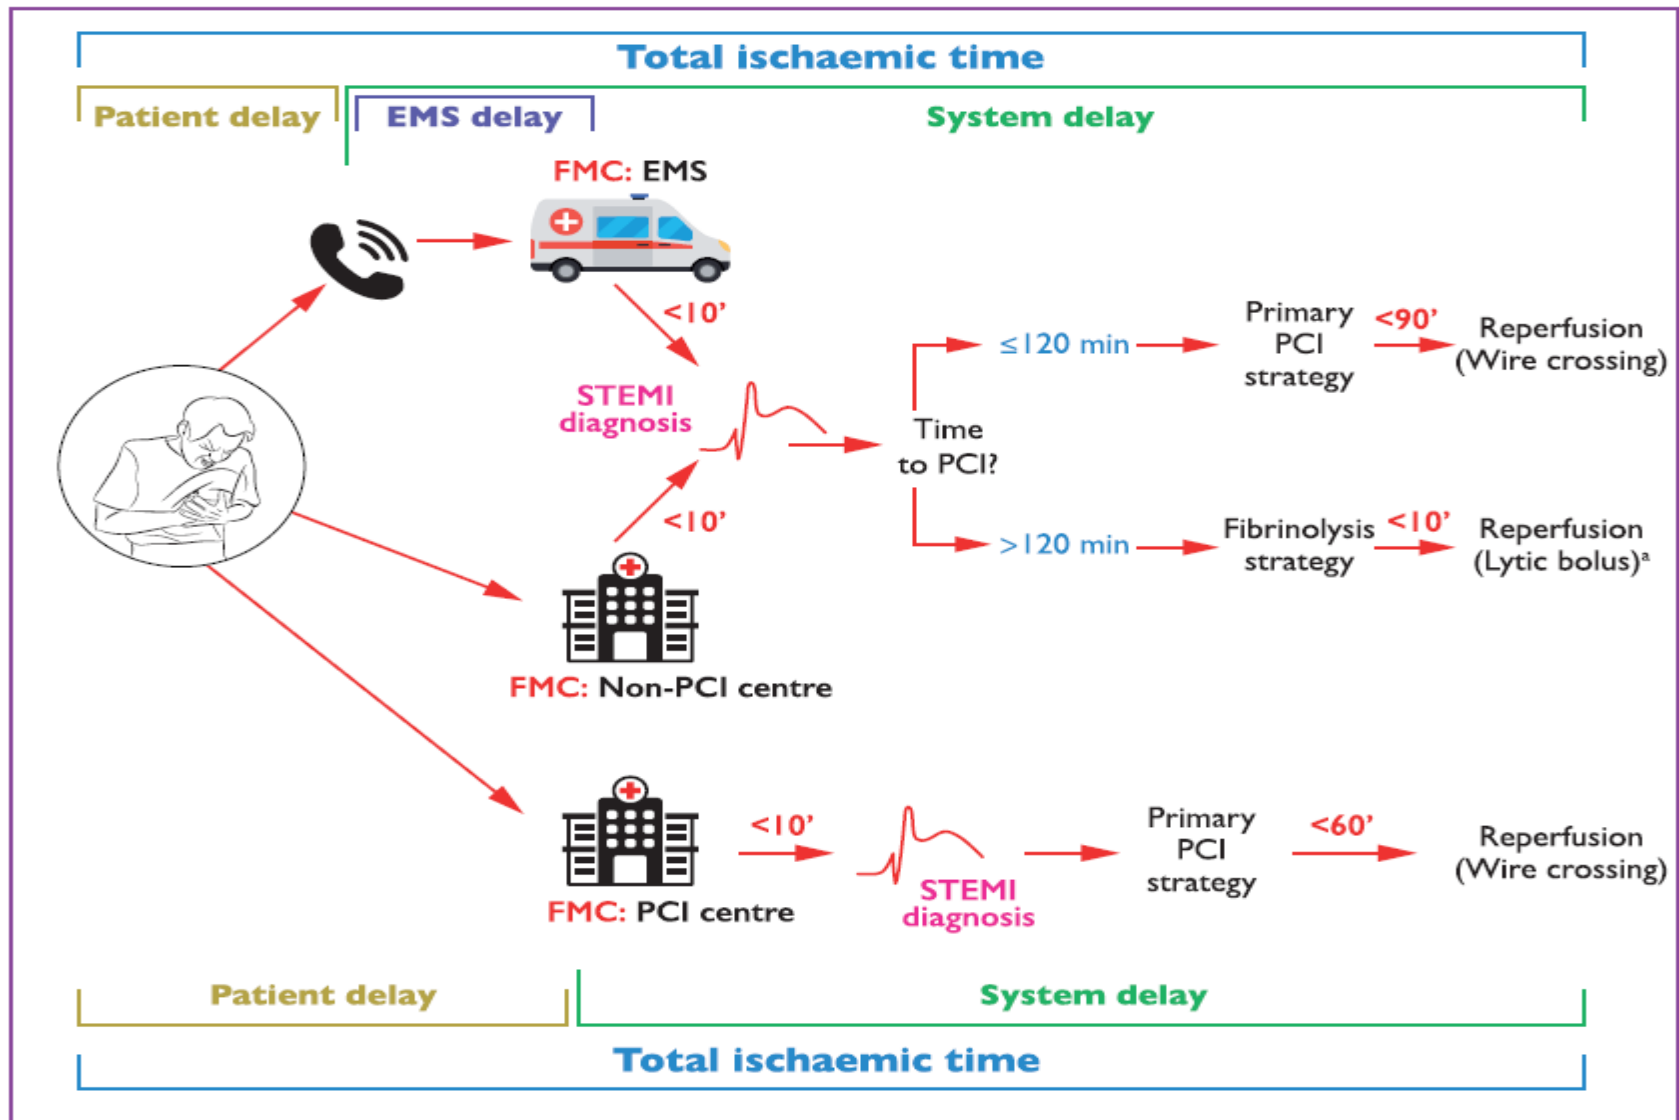 Total ischaemic time
Patient delay
EMS delay
System delay
FMC: EMS
<10’
STEMI
diagnosis
<10’
Time
to PCI?
≤120 min
Primary
PCI
strategy
<90’
Reperfusion
(Wire crossing)
>120 min
Fibrinolysis
strategy
<10’
Reperfusion
(Lytic bolus)ᵃ
FMC: Non-PCI centre
FMC: PCI centre
<10’
STEMI
diagnosis
Primary
PCI
strategy
<60’
Reperfusion
(Wire crossing)
Patient delay
System delay
Total ischaemic time